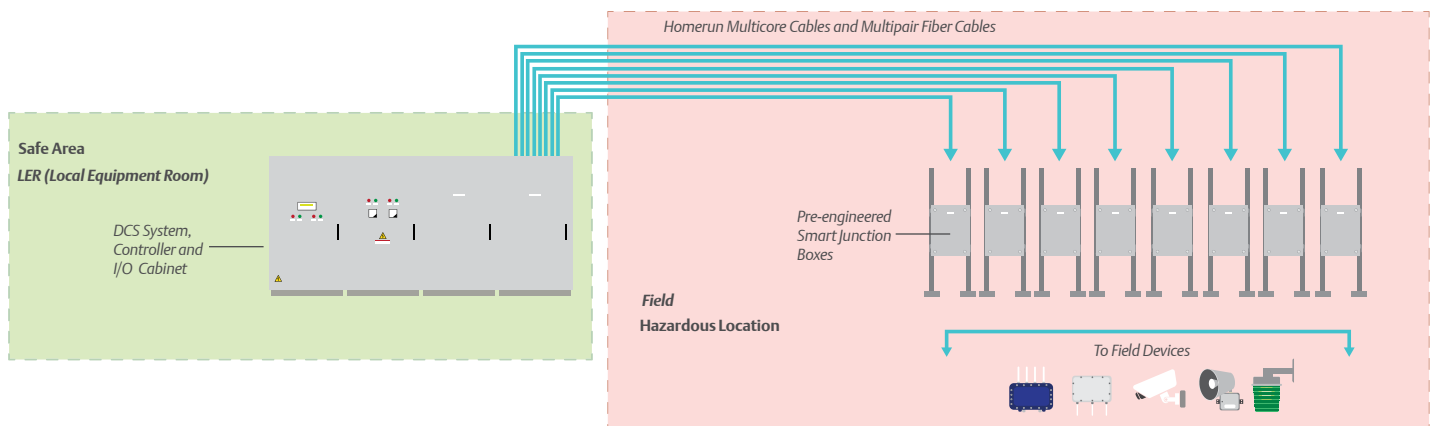 Homerun Multicore Cables and Multipair Fiber Cables
Safe Area
LER (Local Equipment Room)
DCS System,
Controller and
I/O Cabinet
Pre-engineered
Smart Junction
Boxes
Field
Hazardous Location
To Field Devices